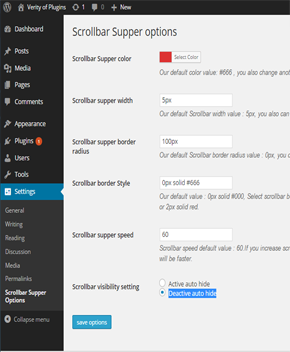 Verity of Plugins 1 + New
Dashboard
Posts
Media
Pages
Comments
Appearance
Plugins 1
Users
Tools
Settings
General
Writing
Reading
Discussion
Media
Permalinks
Scrollbar Supper
Options
Collapse menu
Scrollbar Supper options
Scrollbar Supper color
Select Color
Our default color value: #666 , you also change anot
Scrollbar supper width
5px
Our default Scrollbar width value : 5px, you also can
Scrollbar supper border
radius
100px
Our default Scrollbar border radius value : 0px, you c
Scrollbar border Style
0px solid #666
Our default value : 0px solid #000, Select scrollbar b
or 2px solid red.
Scrollbar supper speed
60
Scrollbar speed default value : 60.If you increase scr
will be faster.
Scrollbar visibility setting
Active auto hide
Deactive auto hide
save options